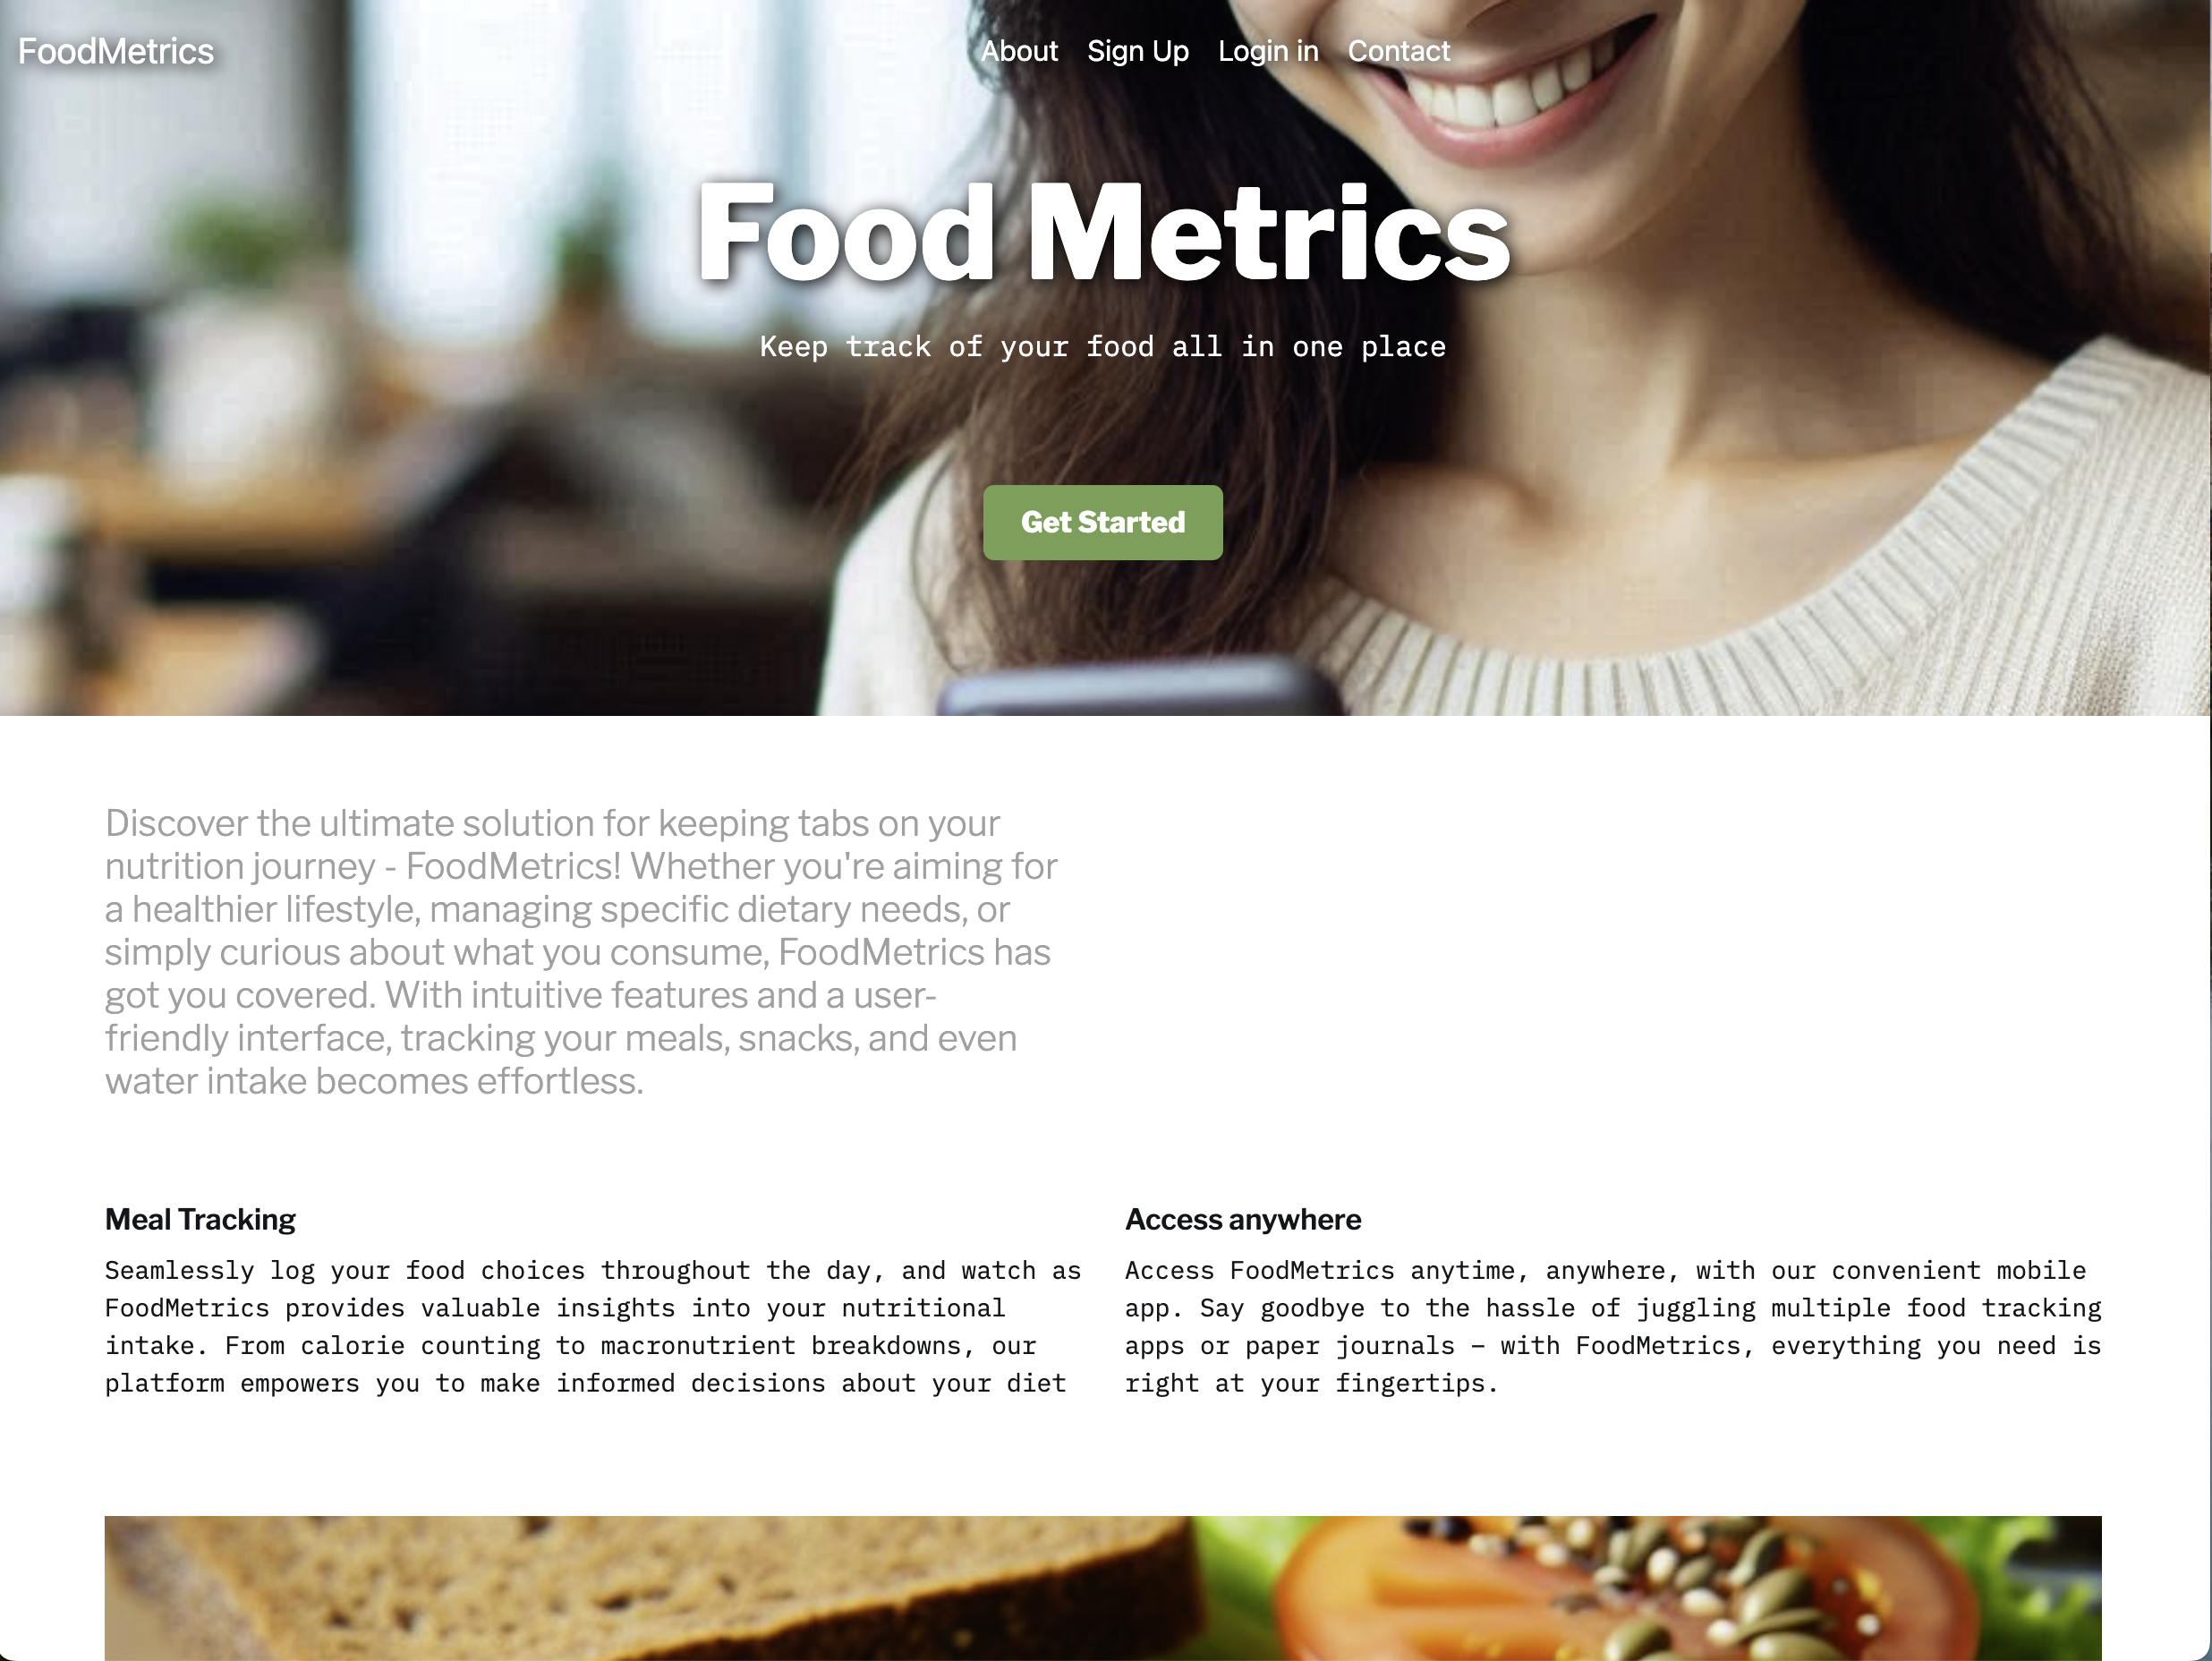 FoodMetrics
About Sign Up Login in Contact
Food Metrics
Keep track of your food all in one place
Get Started
Discover the ultimate solution for keeping tabs on your
nutrition journey - FoodMetrics! Whether you're aiming for
a healthier lifestyle, managing specific dietary needs, or
simply curious about what you consume, FoodMetrics has
got you covered. With intuitive features and a user-
friendly interface, tracking your meals, snacks, and even
water intake becomes effortless.
Meal Tracking
Seamlessly log your food choices throughout the day, and watch as
FoodMetrics provides valuable insights into your nutritional
intake. From calorie counting to macronutrient breakdowns, our
platform empowers you to make informed decisions about your diet
Access anywhere
Access FoodMetrics anytime, anywhere, with our convenient mobile
app. Say goodbye to the hassle of juggling multiple food tracking
apps or paper journals – with FoodMetrics, everything you need is
right at your fingertips.